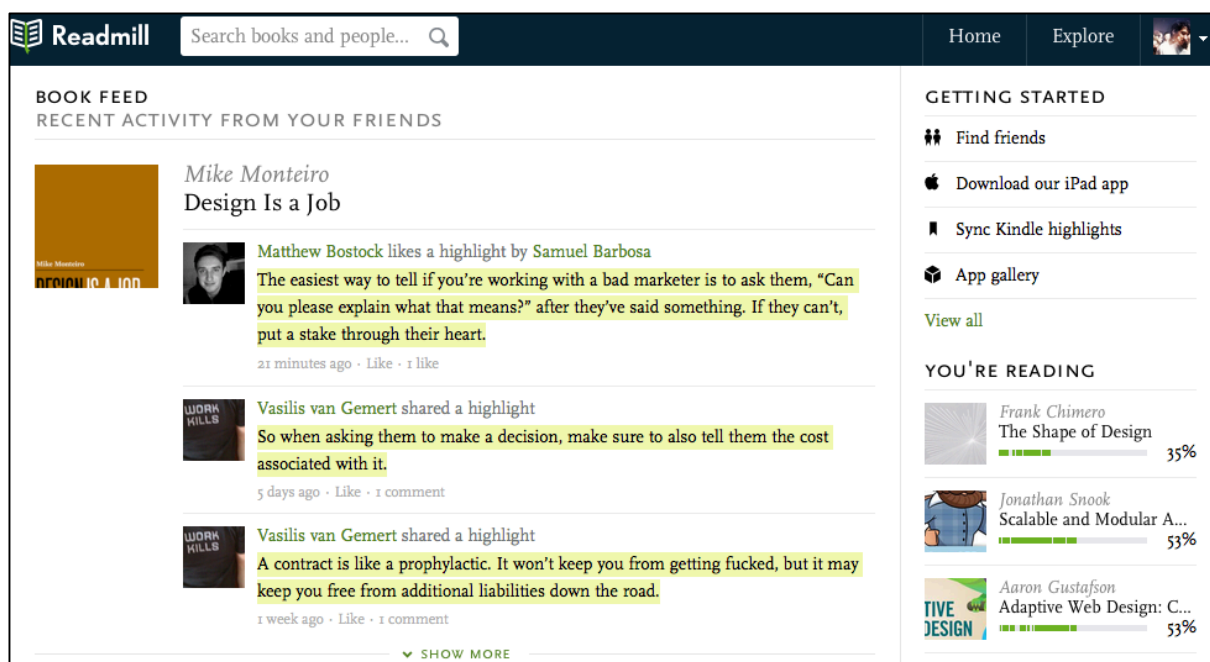 Readmill
Search books and people...
Home
Explore
BOOK FEED
RECENT ACTIVITY FROM YOUR FRIENDS
Mike Monteiro
DESIGN IS A JOB
Mike Monteiro
Design Is a Job
Matthew Bostock likes a highlight by Samuel Barbosa
The easiest way to tell if you’re working with a bad marketer is to ask them, “Can
you please explain what that means?” after they’ve said something. If they can’t,
put a stake through their heart.
21 minutes ago · Like · 1 like
WORK
KILLS
Vasilis van Gemert shared a highlight
So when asking them to make a decision, make sure to also tell them the cost
associated with it.
5 days ago · Like · 1 comment
WORK
KILLS
Vasilis van Gemert shared a highlight
A contract is like a prophylactic. It won’t keep you from getting fucked, but it may
keep you free from additional liabilities down the road.
1 week ago · Like · 1 comment
SHOW MORE
GETTING STARTED
Find friends
Download our iPad app
Sync Kindle highlights
App gallery
View all
YOU'RE READING
Frank Chimero
The Shape of Design
35%
Jonathan Snook
Scalable and Modular A...
53%
TIVE
DESIGN
Aaron Gustafson
Adaptive Web Design: C...
53%